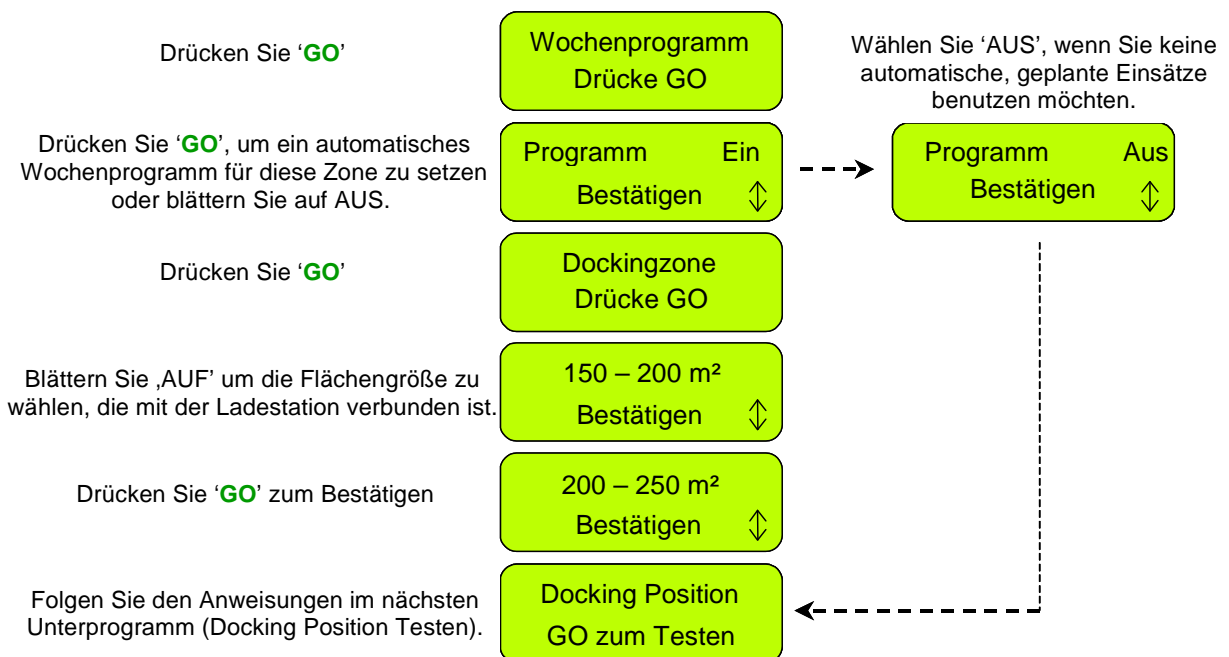 Drücken Sie ‘GO’
Wochenprogramm
Drücke GO
Wählen Sie ‘AUS’, wenn Sie keine
automatische, geplante Einsätze
benutzen möchten.
Drücken Sie ‘GO’, um ein automatisches
Wochenprogramm für diese Zone zu setzen
oder blättern Sie auf AUS.
Programm Ein
Bestätigen
Programm Aus
Bestätigen
Drücken Sie ‘GO’
Dockingzone
Drücke GO
Blättern Sie ‚AUF’ um die Flächengröße zu
wählen, die mit der Ladestation verbunden ist.
150 – 200 m²
Bestätigen
Drücken Sie ‘GO’ zum Bestätigen
200 – 250 m²
Bestätigen
Folgen Sie den Anweisungen im nächsten
Unterprogramm (Docking Position Testen).
Docking Position
GO zum Testen